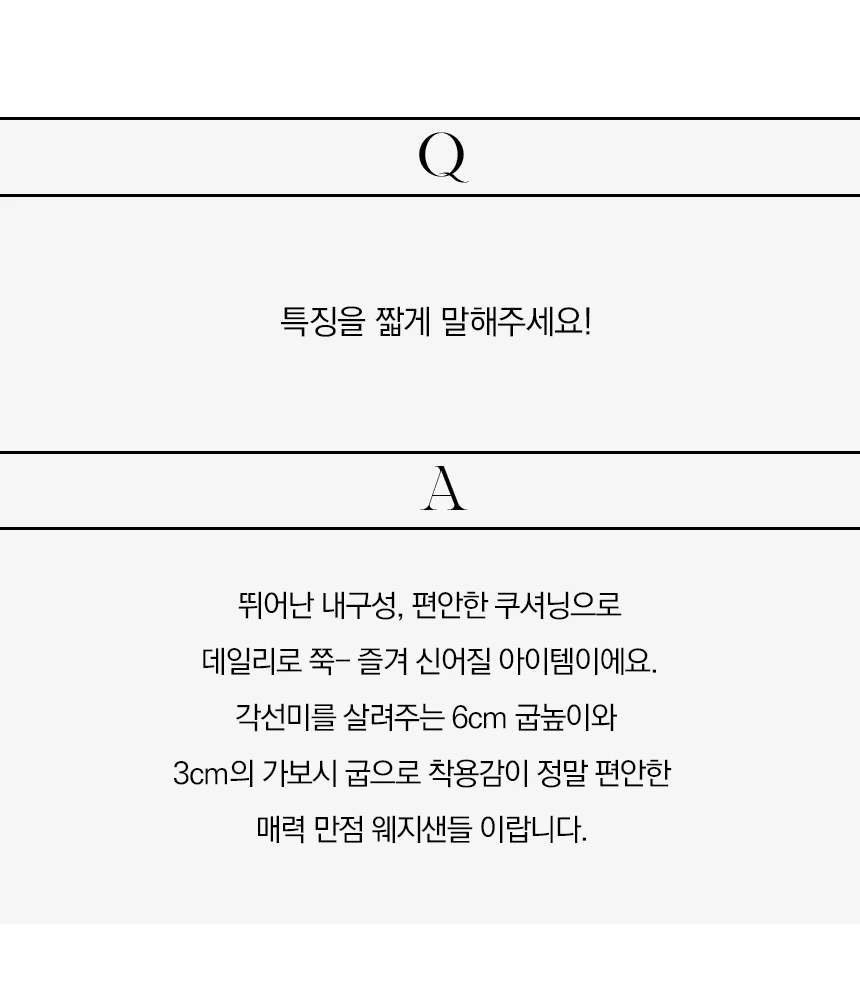 Q
특징을 짧게 말해주세요!
A
뛰어난 내구성, 편안한 쿠셔닝으로
데일리로 쭉- 즐겨 신어질 아이템이에요.
각선미를 살려주는 6cm 굽높이와
3cm의 가보시 굽으로 착용감이 정말 편안한
매력 만점 웨지샌들 이랍니다.